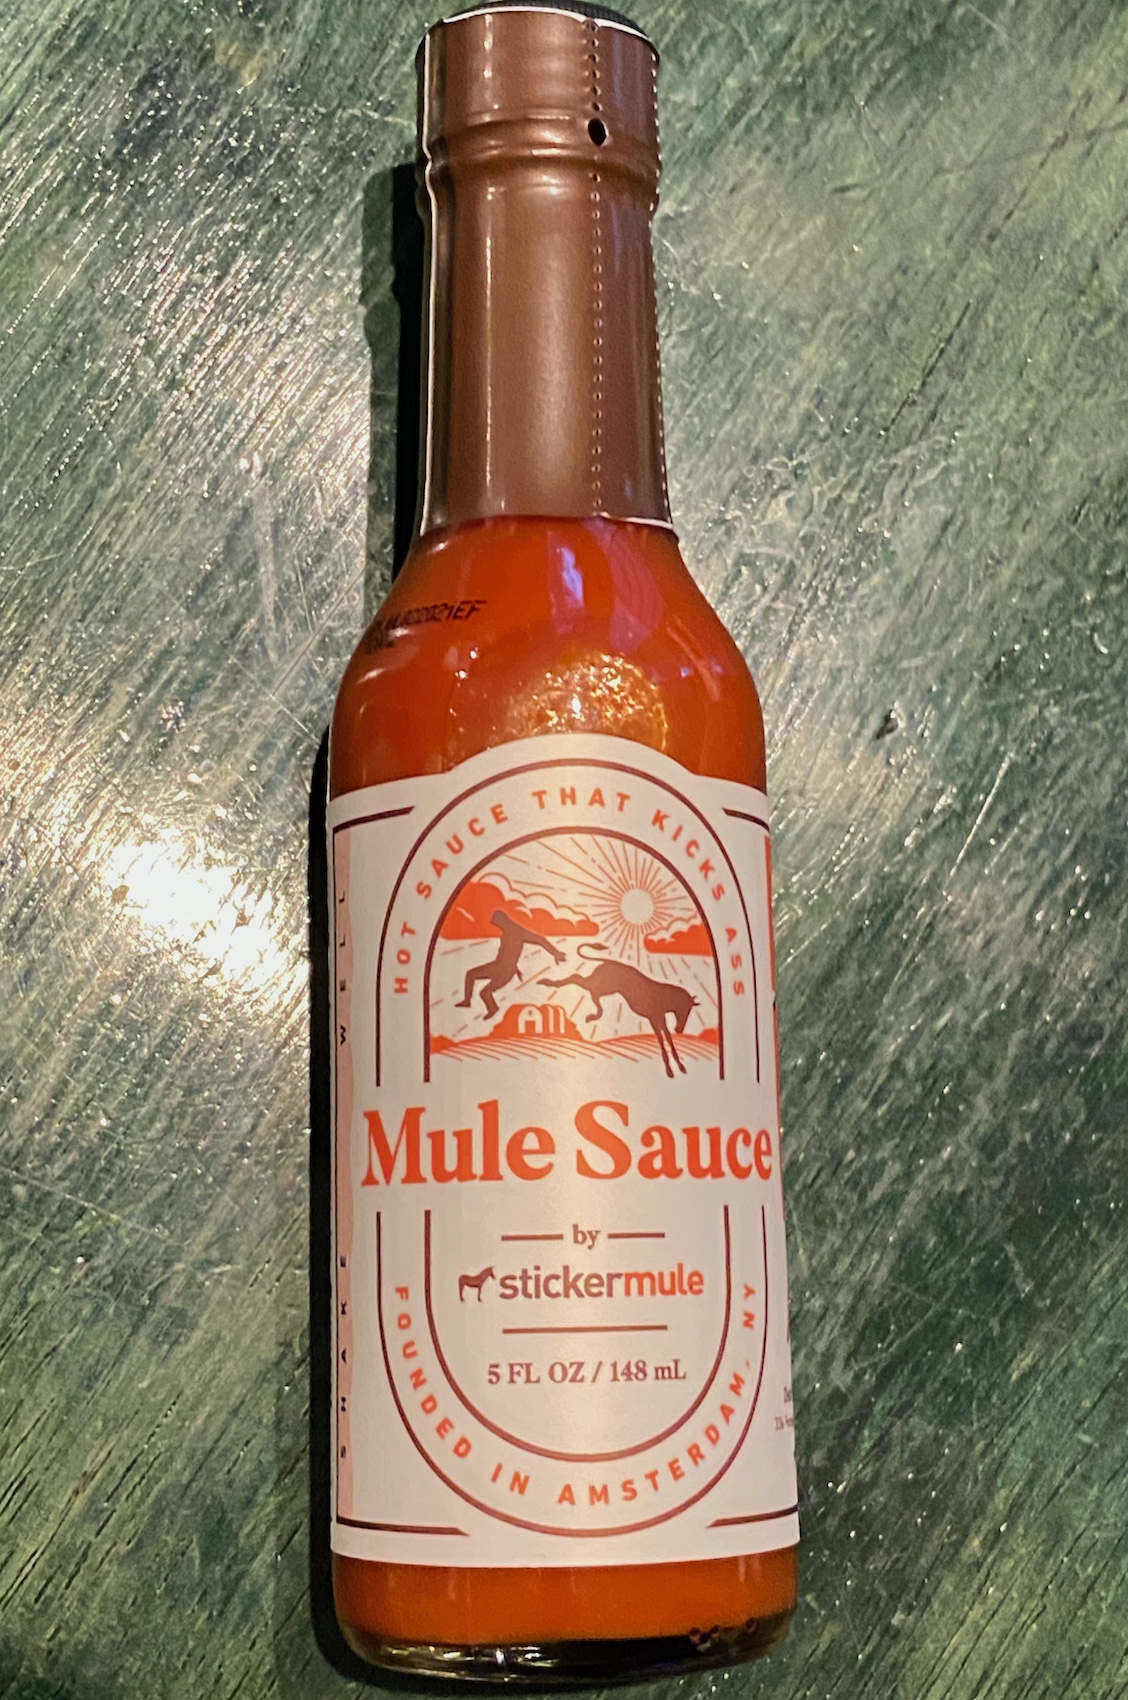 HOT SAUCE THAT KICKS ASS
Mule Sauce
by
stickermule
5 FL OZ / 148 mL
FOUNDED IN AMSTERDAM, NY
SHAKE WELL